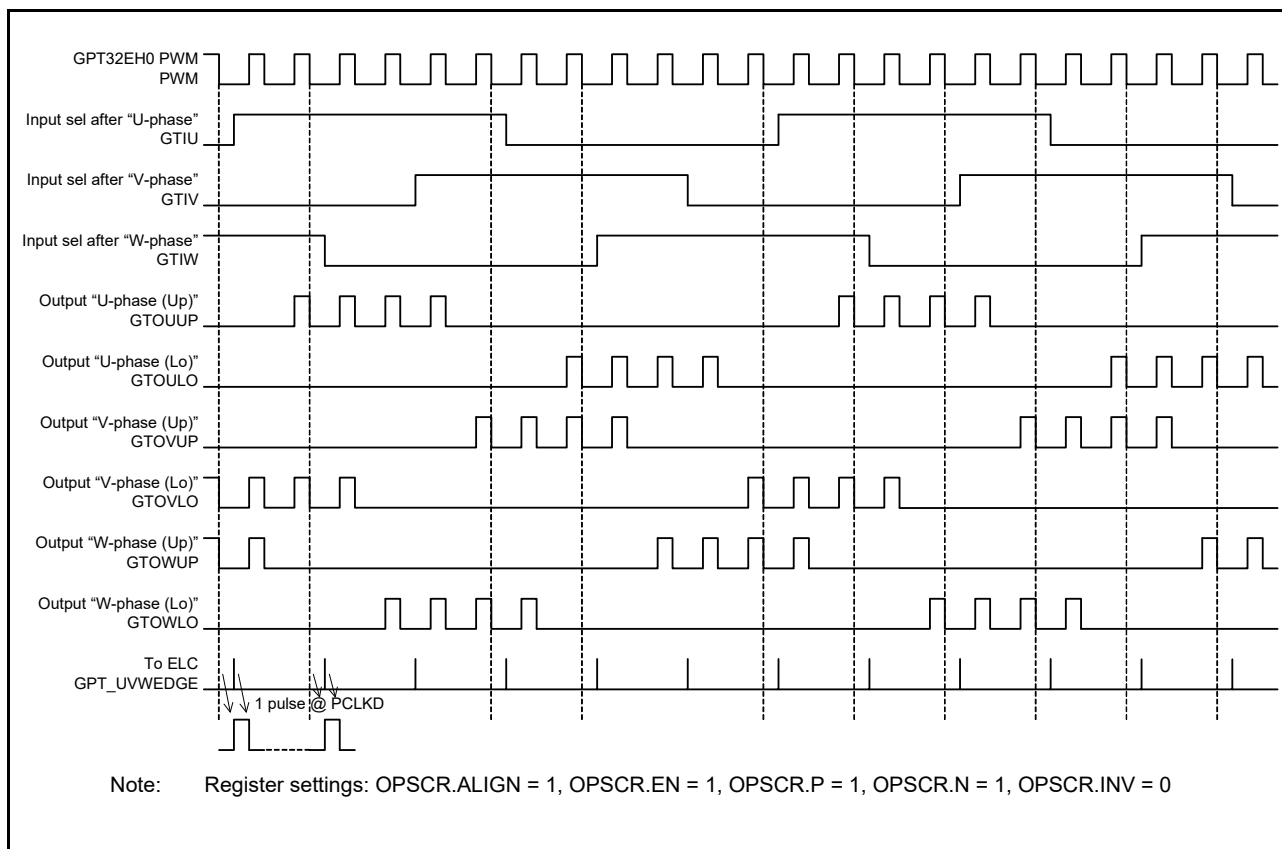 GPT32EH0 PWM
PWM
Input sel after “U-phase”
GTIU
Input sel after “V-phase”
GTIV
Input sel after “W-phase”
GTIW
Output “U-phase (Up)”
GTOUUP
Output “U-phase (Lo)”
GTOULO
Output “V-phase (Up)”
GTOVUP
Output “V-phase (Lo)”
GTOVLO
Output “W-phase (Up)”
GTOWUP
Output “W-phase (Lo)”
GTOWLO
To ELC
GPT_UVWEDGE
1 pulse @ PCLKD
Note: Register settings: OPSCR.ALIGN = 1, OPSCR.EN = 1, OPSCR.P = 1, OPSCR.N = 1, OPSCR.INV = 0